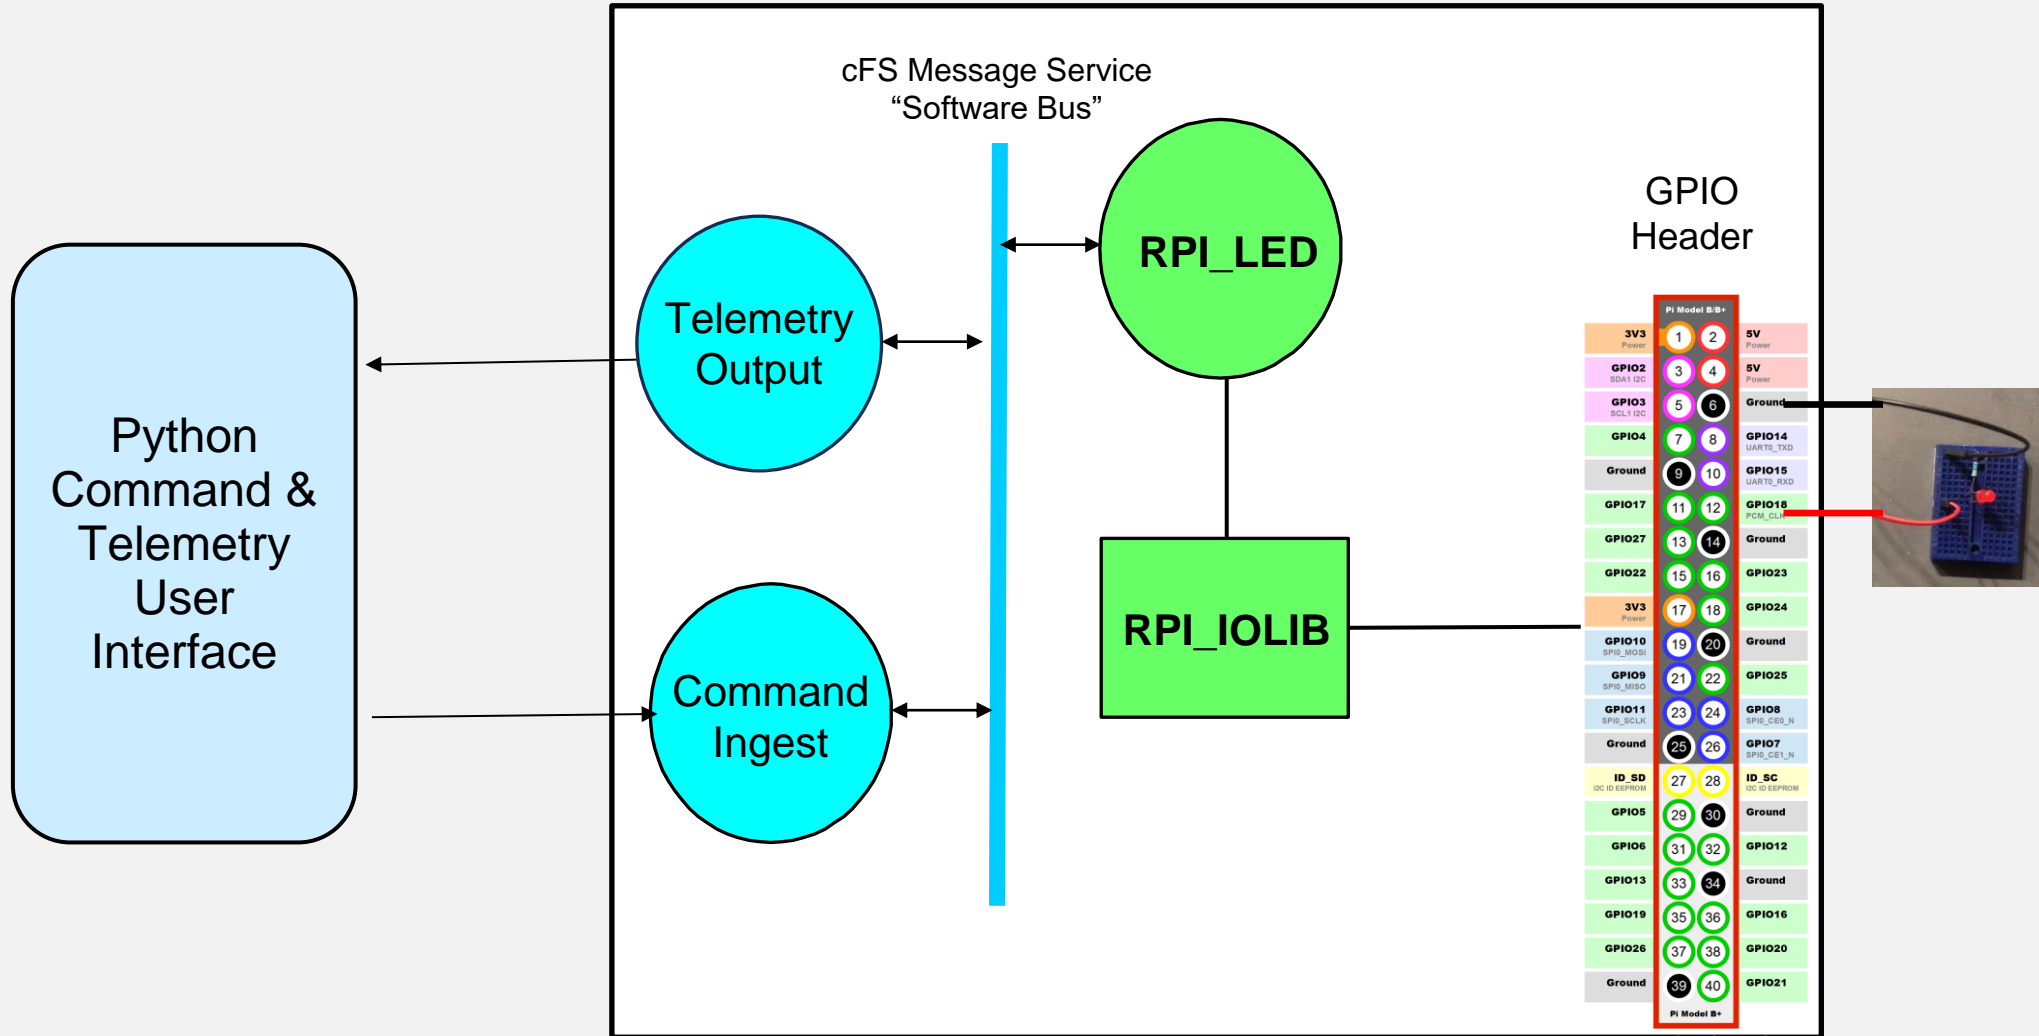 cFS Message Service
“Software Bus”
Python
Command &
Telemetry
User
Interface
Telemetry
Output
Command
Ingest
RPI_LED
RPI_IOLIB
GPIO
Header
Pi Model B/B+
3V3
Power
1
2
5V
Power
GPIO2
SDA1 I2C
3
4
5V
Power
GPIO3
SCL1 I2C
5
6
Ground
GPIO4
7
8
GPIO14
UART0_TXD
Ground
9
10
GPIO15
UART0_RXD
GPIO17
11
12
GPIO18
PCM_CLK
GPIO27
13
14
Ground
GPIO22
15
16
GPIO23
3V3
Power
17
18
GPIO24
GPIO10
SPI0_MOSI
19
20
Ground
GPIO9
SPI0_MISO
21
22
GPIO25
GPIO11
SPI0_SCLK
23
24
GPIO8
SPI0_CE0_N
Ground
25
26
GPIO7
SPI0_CE1_N
ID_SD
I2C ID EEPROM
27
28
ID_SC
I2C ID EEPROM
GPIO5
29
30
Ground
GPIO6
31
32
GPIO12
GPIO13
33
34
Ground
GPIO19
35
36
GPIO16
GPIO26
37
38
GPIO20
Ground
39
40
GPIO21
Pi Model B+